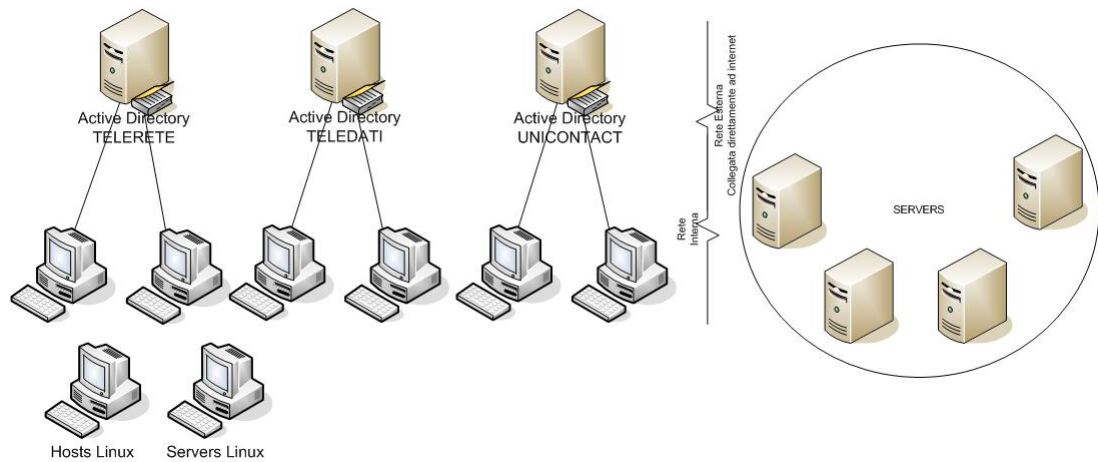 Active Directory
TELERETE
Active Directory
TELEDATI
Active Directory
UNICONTACT
Rete Esterna
Collegata direttamente ad internet
Rete
Interna
SERVERS
Hosts Linux
Servers Linux